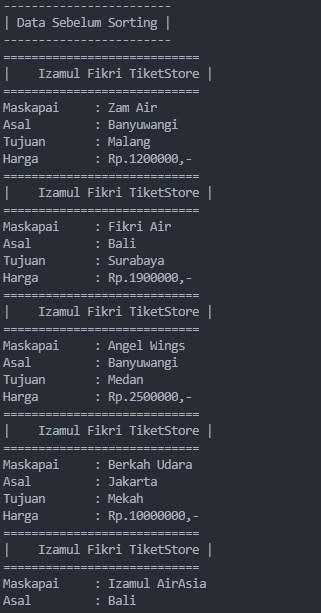 ------------------------
| Data Sebelum Sorting |
------------------------
============================
|    Izamul Fikri TiketStore |
============================
Maskapai     : Zam Air
Asal         : Banyuwangi
Tujuan       : Malang
Harga        : Rp.1200000,-
============================
|    Izamul Fikri TiketStore |
============================
Maskapai     : Fikri Air
Asal         : Bali
Tujuan       : Surabaya
Harga        : Rp.1900000,-
============================
|    Izamul Fikri TiketStore |
============================
Maskapai     : Angel Wings
Asal         : Banyuwangi
Tujuan       : Medan
Harga        : Rp.2500000,-
============================
|    Izamul Fikri TiketStore |
============================
Maskapai     : Berkah Udara
Asal         : Jakarta
Tujuan       : Mekah
Harga        : Rp.10000000,-
============================
|    Izamul Fikri TiketStore |
============================
Maskapai     : Izamul AirAsia
Asal         : Bali